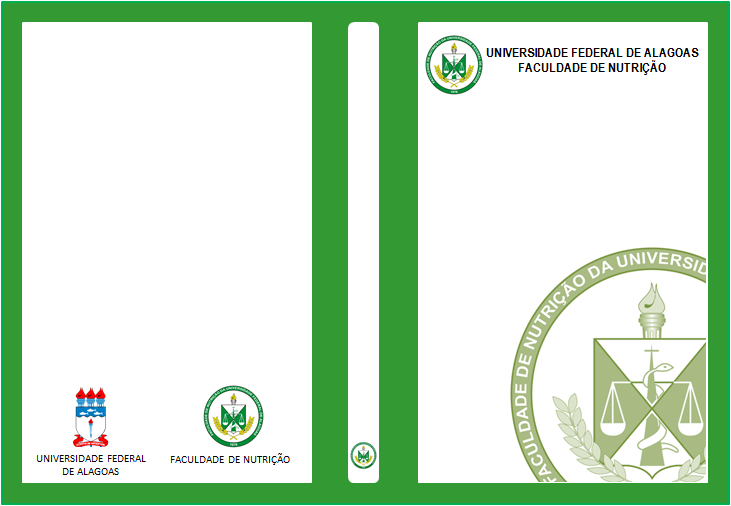 UNIVERSIDADE FEDERAL DE ALAGOAS
FACULDADE DE NUTRIÇÃO
FACULDADE DE NUTRIÇÃO DA UNIVERSID
UNIVERSIDADE FEDERAL
DE ALAGOAS
FACULDADE DE NUTRIÇÃO